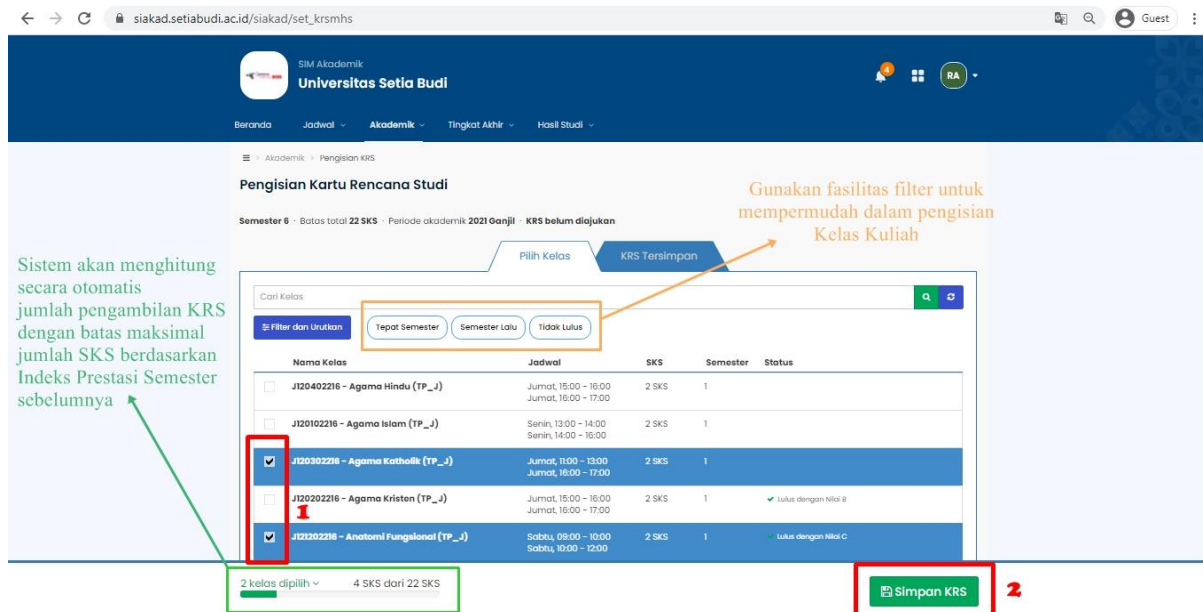 siakad.setiabudi.ac.id/siakad/set_krsmhs
Guest
SIM Akademik
Universitas Setia Budi
4
RA
Beranda
Jadwal
Akademik
Tingkat Akhir
Hasil Studi
Akademik > Pengisian KRS
Pengisian Kartu Rencana Studi
Semester 6 · Batas total 22 SKS · Periode akademik 2021 Ganjil · KRS belum diajukan
Gunakan fasilitas filter untuk
mempermudah dalam pengisian
Kelas Kuliah
Pilih Kelas
KRS Tersimpan
Sistem akan menghitung
secara otomatis
jumlah pengambilan KRS
dengan batas maksimal
jumlah SKS berdasarkan
Indeks Prestasi Semester
sebelumnya
Cari Kelas
Filter dan Urutkan
Tepat Semester
Semester Lalu
Tidak Lulus
Nama Kelas Jadwal SKS Semester Status
J120402216 - Agama Hindu (TP_J) Jumat, 15:00 - 16:00 2 SKS 1
Jumat, 16:00 - 17:00
J120102216 - Agama Islam (TP_J) Senin, 13:00 - 14:00 2 SKS 1
Senin, 14:00 - 16:00
J120302216 - Agama Katholik (TP_J) Jumat, 11:00 - 13:00 2 SKS 1
Jumat, 16:00 - 17:00
J120202216 - Agama Kristen (TP_J) Jumat, 15:00 - 16:00 2 SKS 1 Lulus dengan Nilai B
Jumat, 16:00 - 17:00
1
J121202216 - Anatomi Fungsional (TP_J) Sabtu, 09:00 - 10:00 2 SKS 1 Lulus dengan Nilai C
Sabtu, 10:00 - 12:00
2 kelas dipilih
4 SKS dari 22 SKS
Simpan KRS
2